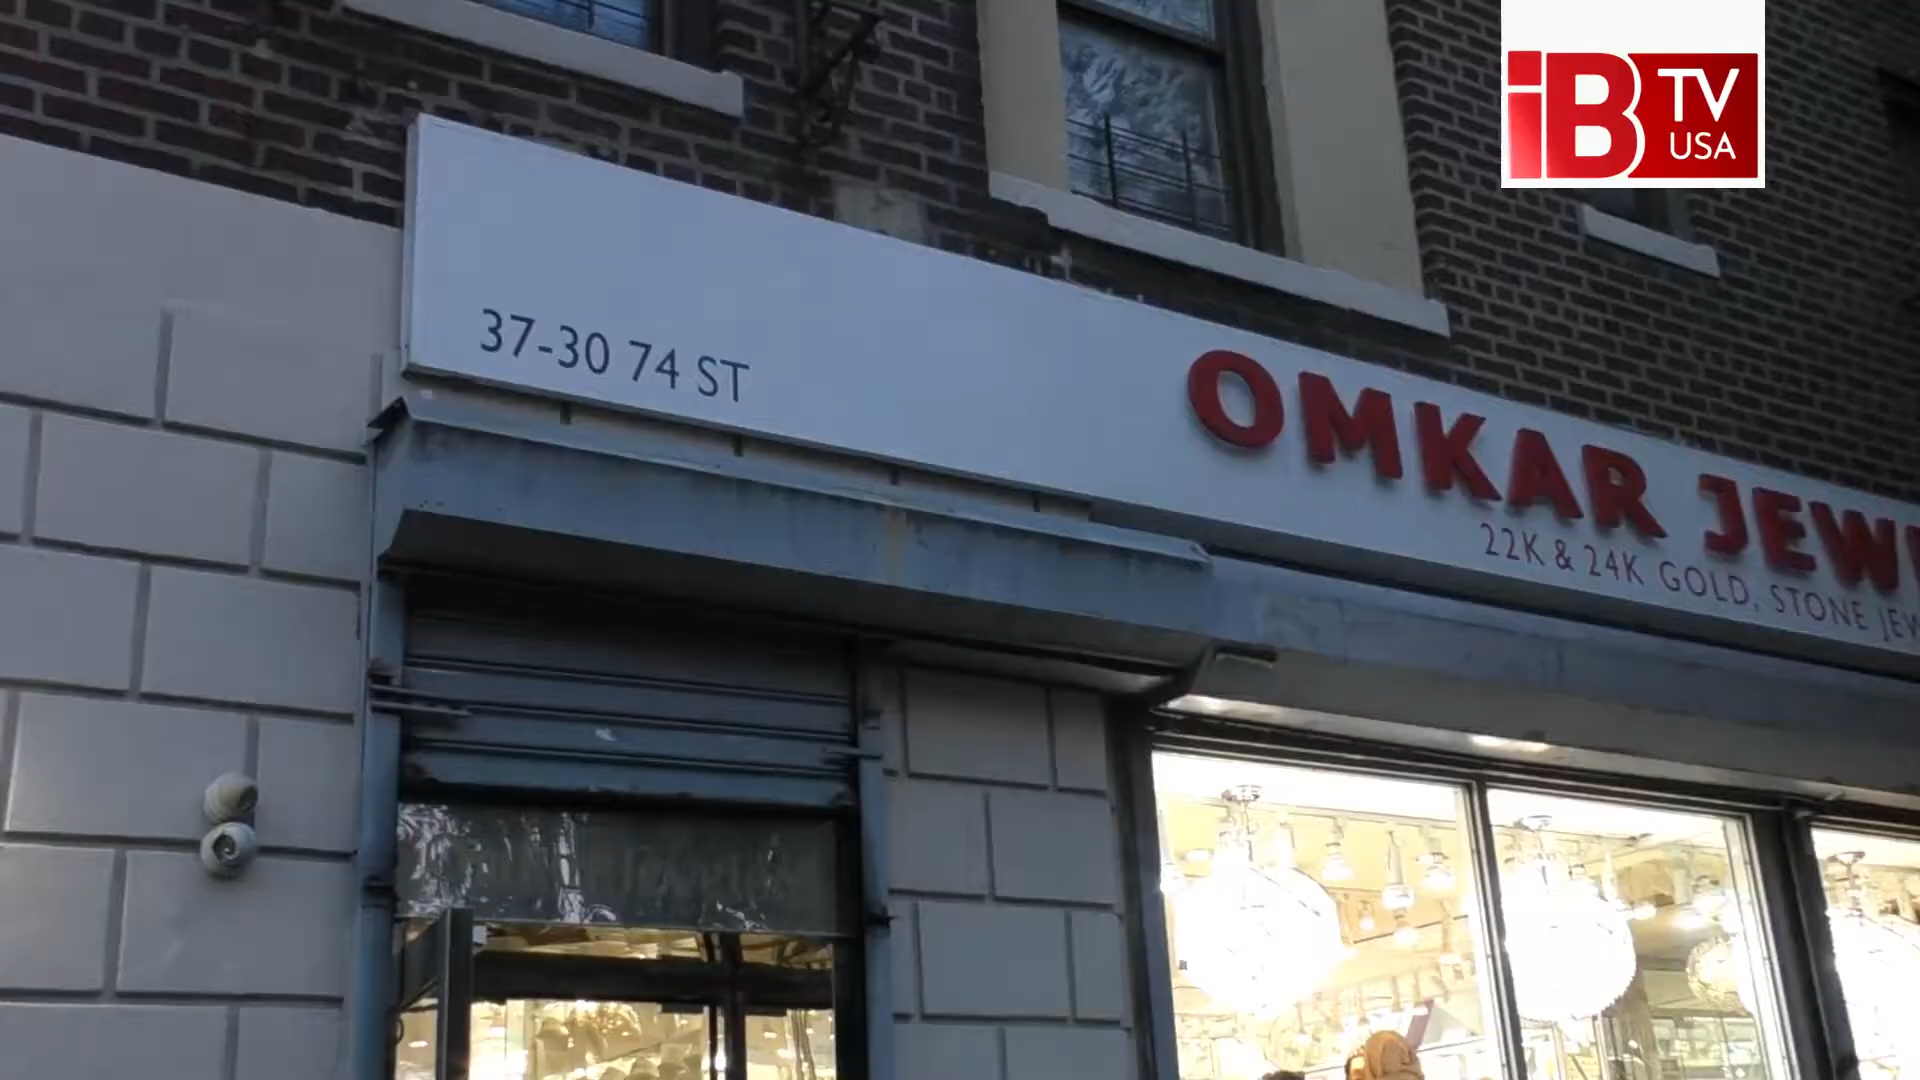 iB TV USA
37-30 74 ST
OMKAR JEW
22K & 24K GOLD, STONE JEW